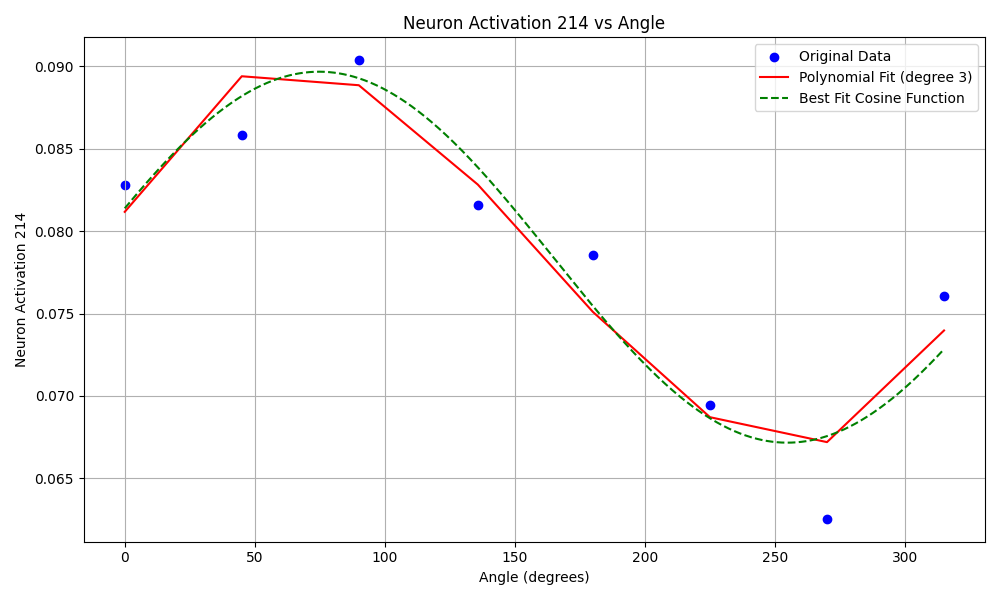 Neuron Activation 214 vs Angle
Original Data
Polynomial Fit (degree 3)
Best Fit Cosine Function
Neuron Activation 214
0.090
0.085
0.080
0.075
0.070
0.065
0
50
100
150
200
250
300
Angle (degrees)